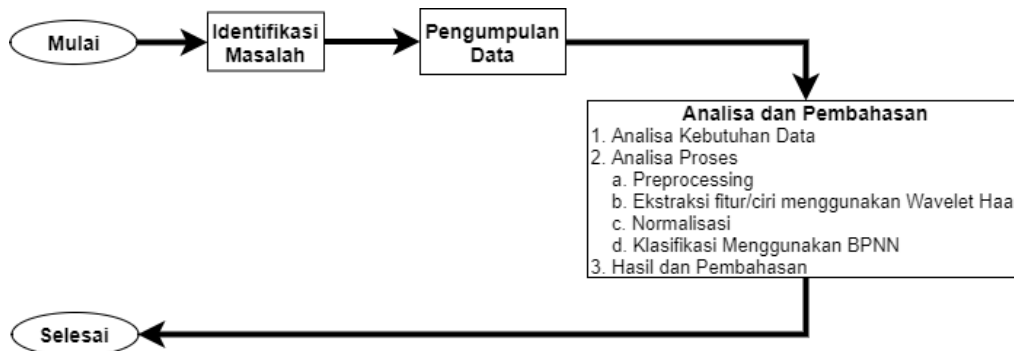 Mulai
Identifikasi
Masalah
Pengumpulan
Data
Analisa dan Pembahasan
1. Analisa Kebutuhan Data
2. Analisa Proses
a. Preprocessing
b. Ekstraksi fitur/ciri menggunakan Wavelet Haa
c. Normalisasi
d. Klasifikasi Menggunakan BPNN
3. Hasil dan Pembahasan
Selesai